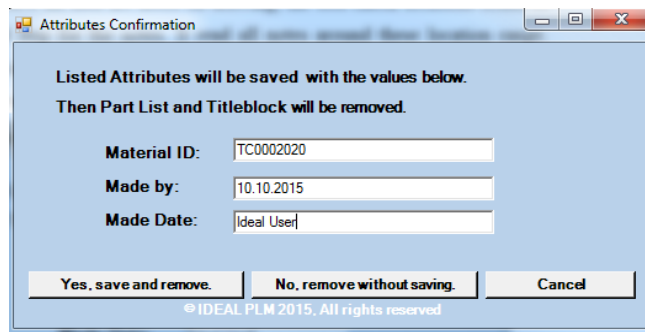 Attributes Confirmation
Listed Attributes will be saved with the values below.
Then Part List and Titleblock will be removed.
Material ID: TC0002020
Made by: 10.10.2015
Made Date: Ideal User
Yes, save and remove. No, remove without saving. Cancel
© IDEAL PLM 2015, All rights reserved